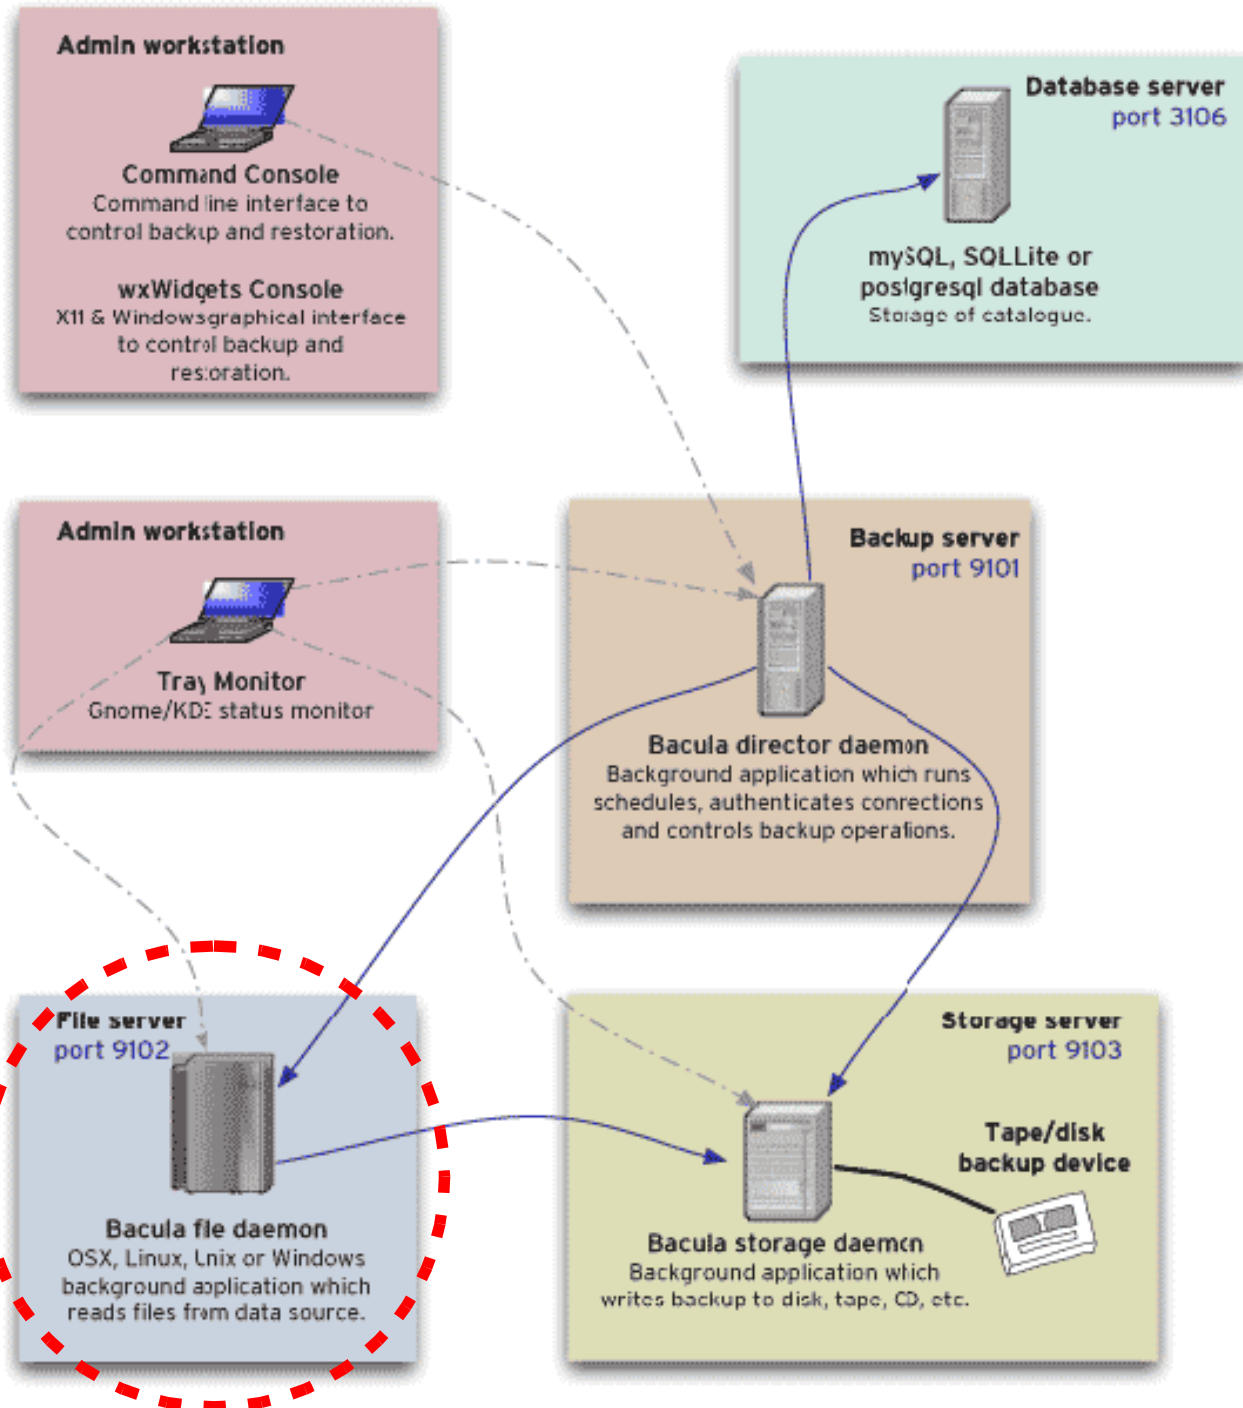 Admin workstation
Command Console
Command line interface to
control backup and restoration.
wxWidgets Console
X11 & Windowsgraphical interface
to control backup and
restoration.
Database server
port 3106
mySQL, SQLLite or
postgresql database
Storage of catalogue.
Admin workstation
Tray Monitor
Gnome/KDE status monitor
Backup server
port 9101
Bacula director daemon
Background application which runs
schedules, authenticates connections
and controls backup operations.
File server
port 9102
Bacula file daemon
OSX, Linux, Unix or Windows
background application which
reads files from data source.
Storage server
port 9103
Tape/disk
backup device
Bacula storage daemon
Background application which
writes backup to disk, tape, CD, etc.